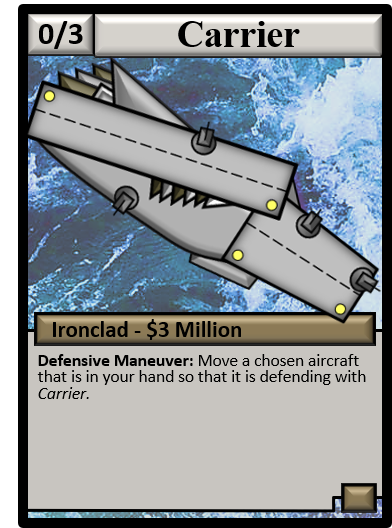 0/3 Carrier
Ironclad - $3 Million
Defensive Maneuver: Move a chosen aircraft
that is in your hand so that it is defending with
Carrier.